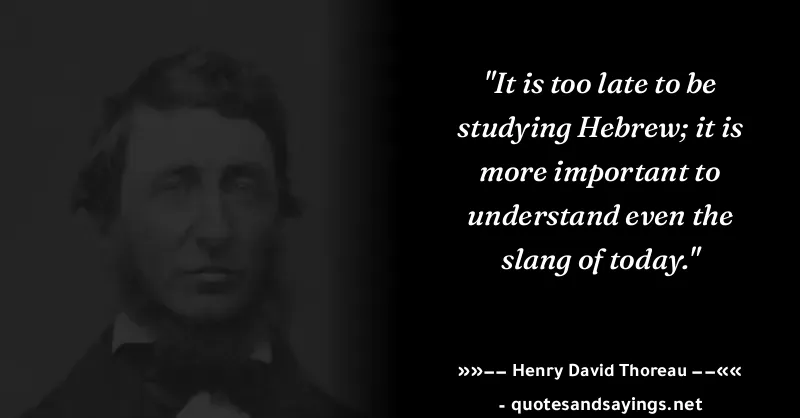 "It is too late to be
studying Hebrew; it is
more important to
understand even the
slang of today."
»»–– Henry David Thoreau ––««
- quotesandsayings.net